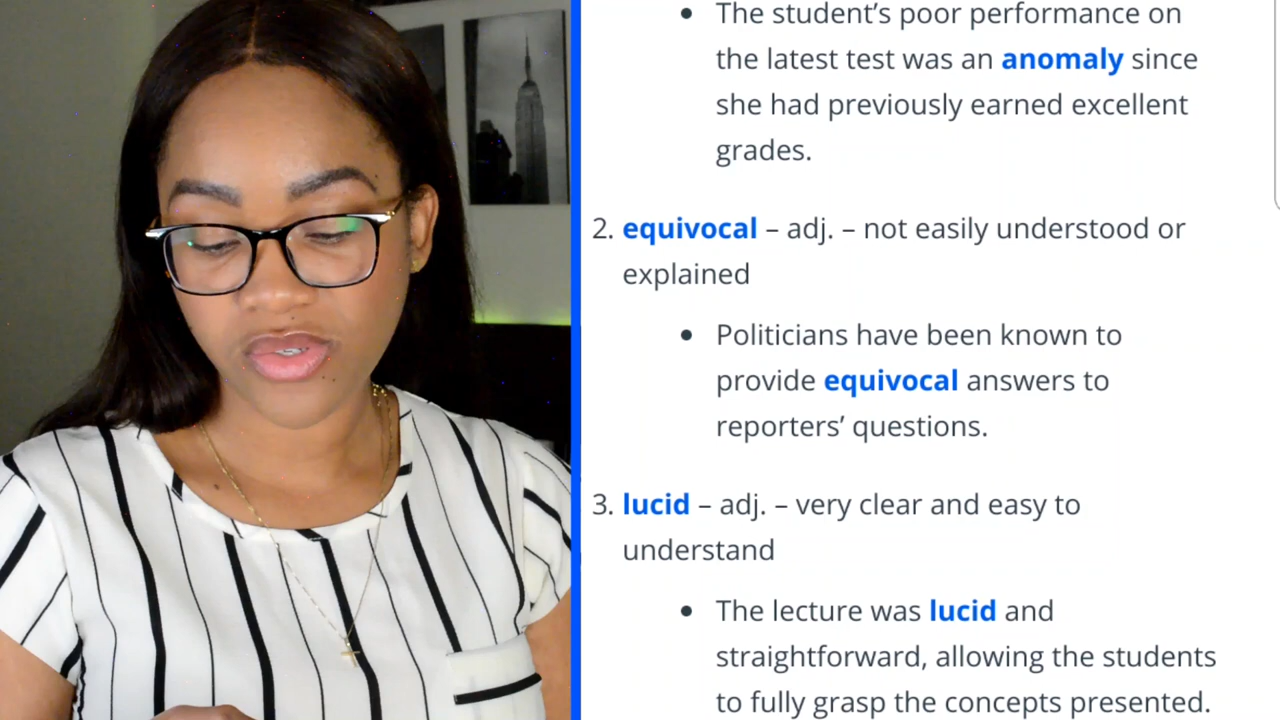 • The student’s poor performance on
the latest test was an anomaly since
she had previously earned excellent
grades.
2. equivocal – adj. – not easily understood or
explained
• Politicians have been known to
provide equivocal answers to
reporters’ questions.
3. lucid – adj. – very clear and easy to
understand
• The lecture was lucid and
straightforward, allowing the students
to fully grasp the concepts presented.